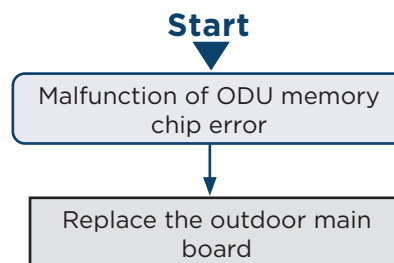 Start
Malfunction of ODU memory
chip error
Replace the outdoor main
board